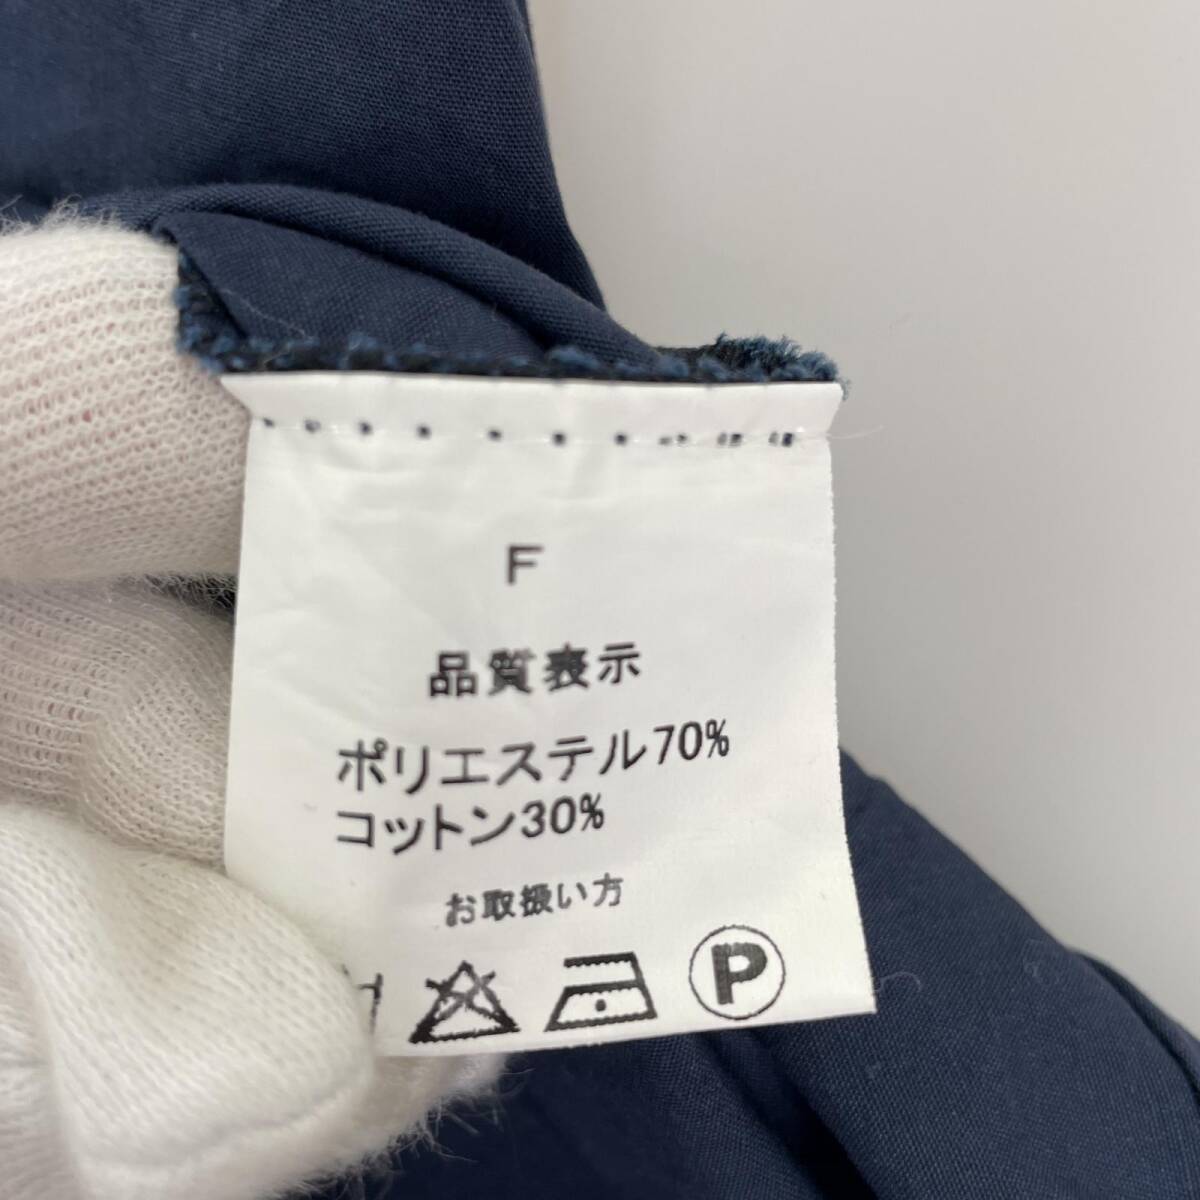 F
品質表示
ポリエステル70%
コットン30%
お取扱い方
P